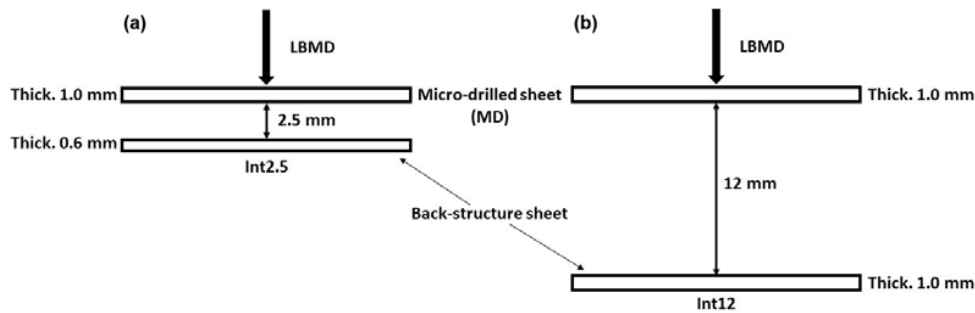 (a)
LBMD
Thick. 1.0 mm
Micro-drilled sheet
(MD)
2.5 mm
Thick. 0.6 mm
Int2.5
Back-structure sheet
(b)
LBMD
Thick. 1.0 mm
12 mm
Thick. 1.0 mm
Int12